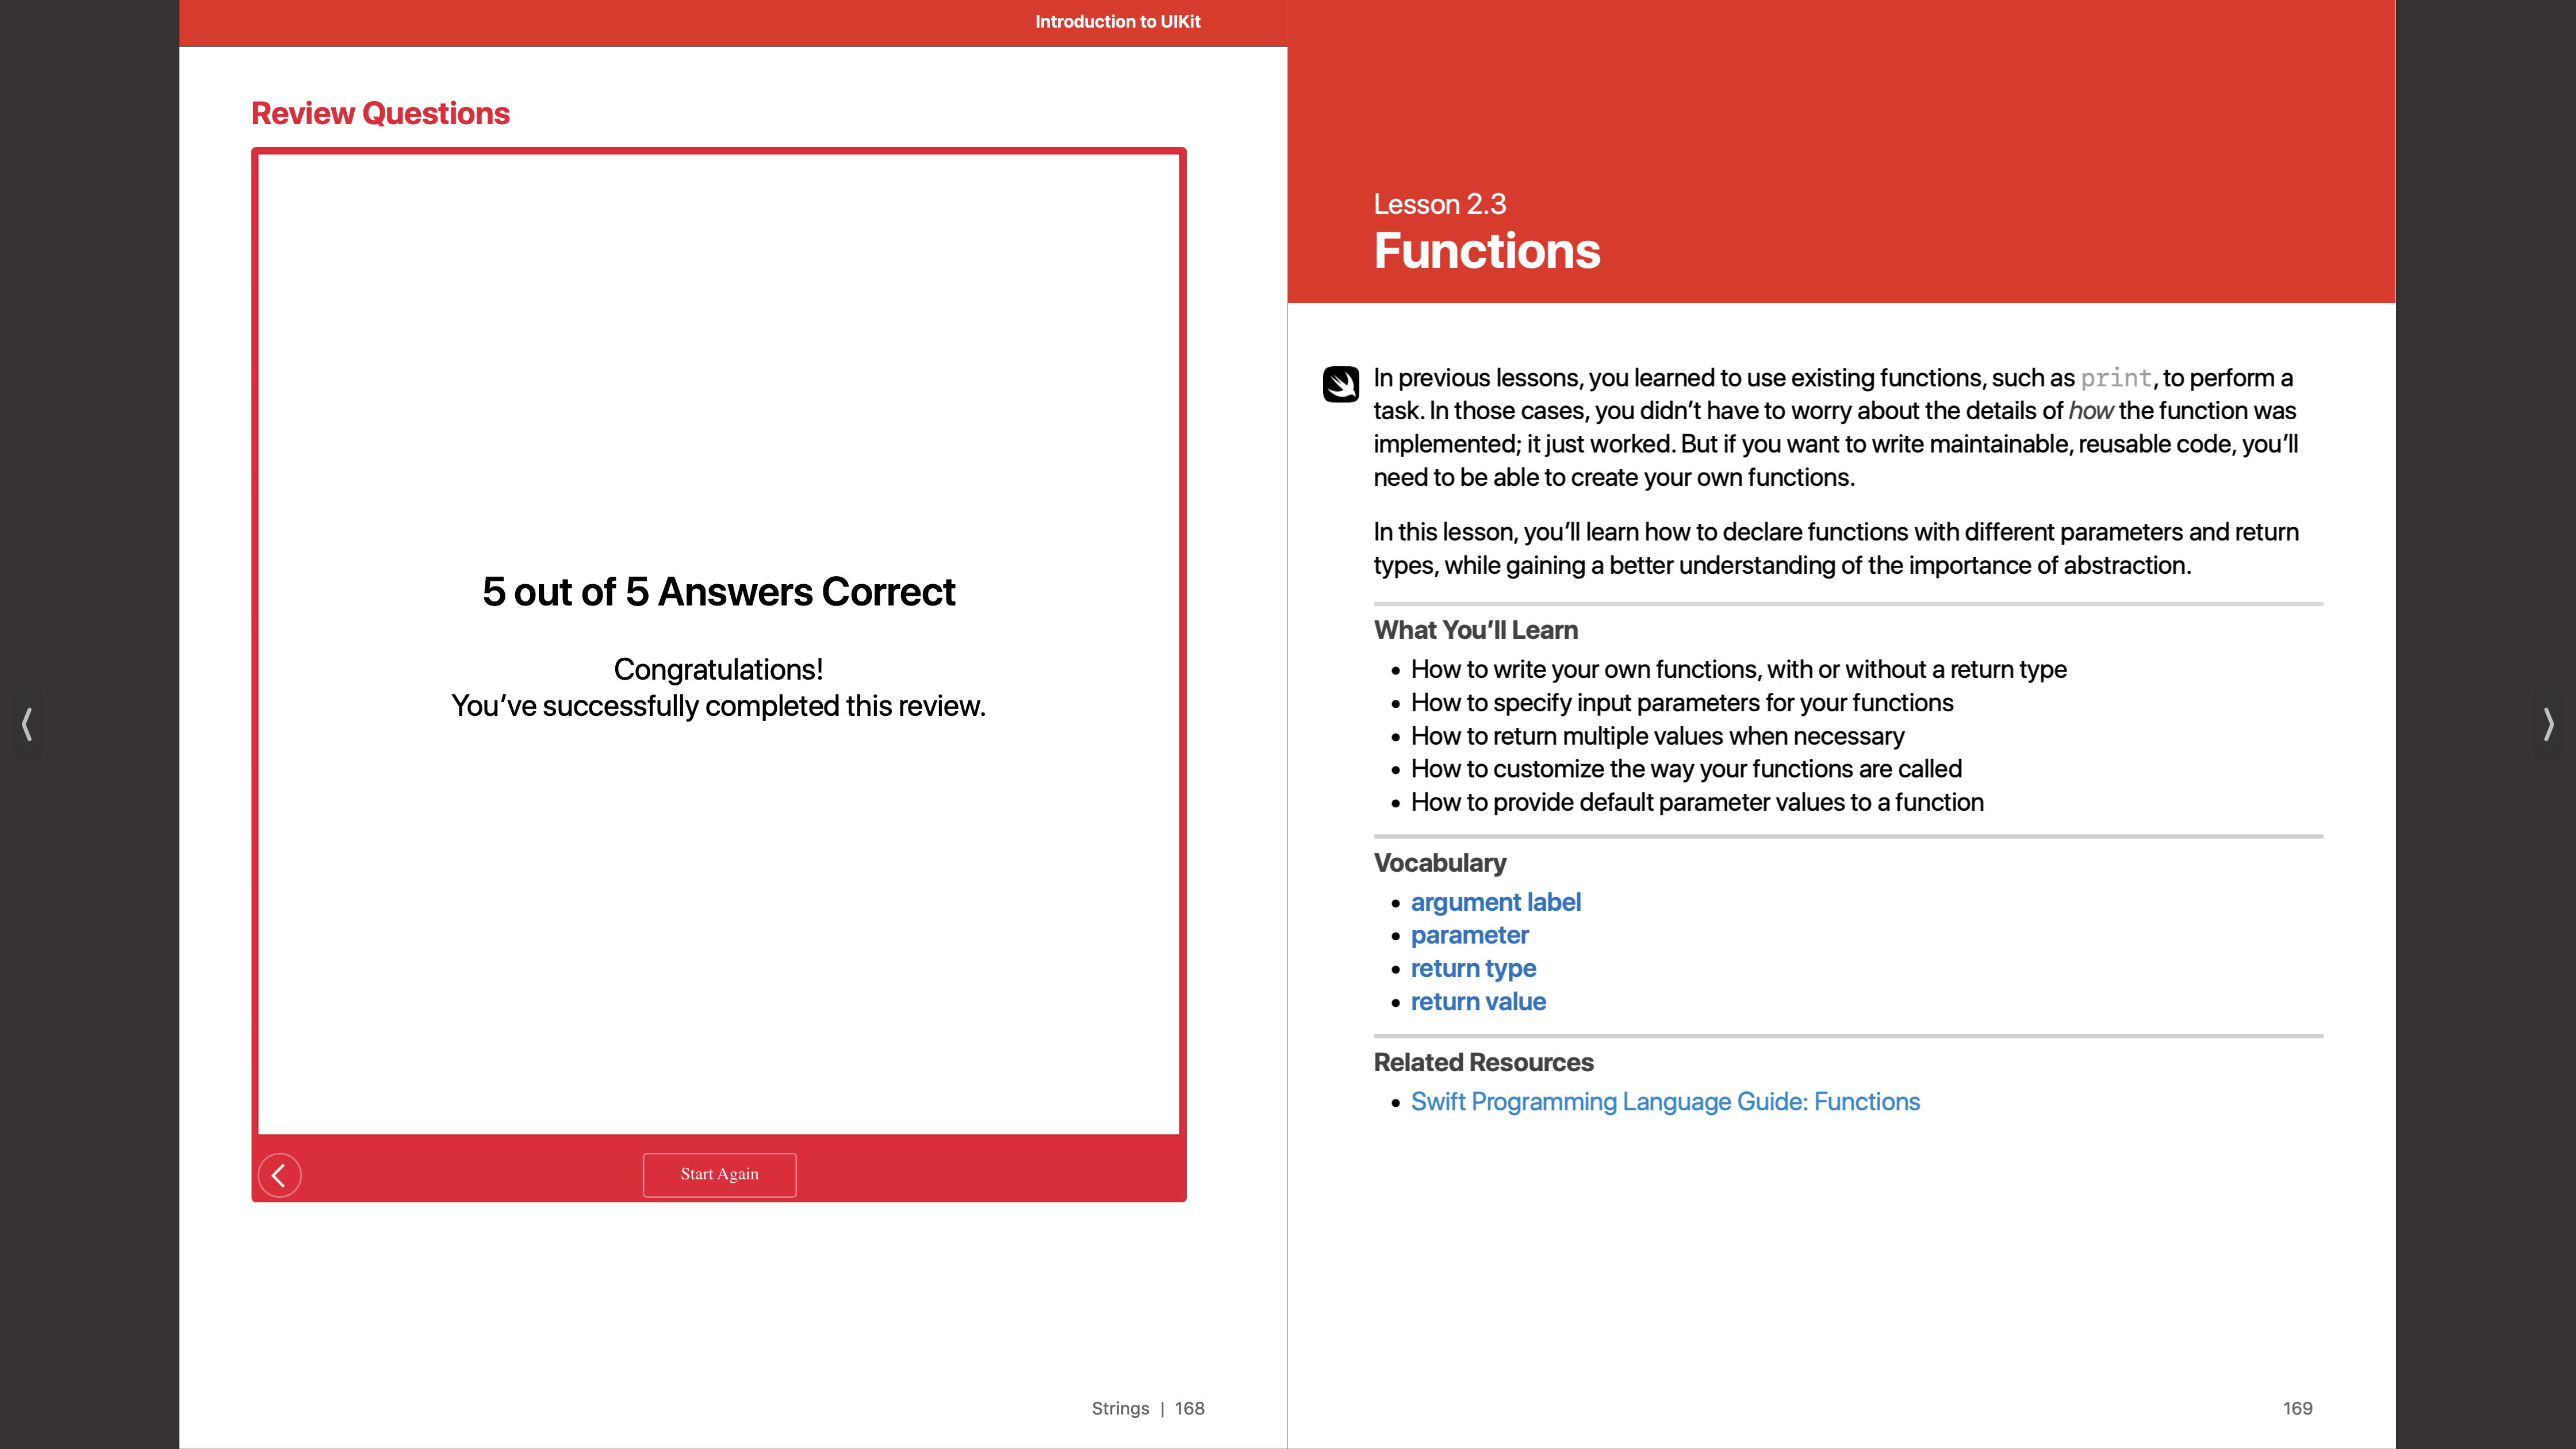 Introduction to UIKit
Review Questions
5 out of 5 Answers Correct
Congratulations!
You’ve successfully completed this review.
Start Again
Strings | 168
Lesson 2.3
Functions
In previous lessons, you learned to use existing functions, such as print, to perform a
task. In those cases, you didn’t have to worry about the details of how the function was
implemented; it just worked. But if you want to write maintainable, reusable code, you’ll
need to be able to create your own functions.
In this lesson, you’ll learn how to declare functions with different parameters and return
types, while gaining a better understanding of the importance of abstraction.
What You’ll Learn
• How to write your own functions, with or without a return type
• How to specify input parameters for your functions
• How to return multiple values when necessary
• How to customize the way your functions are called
• How to provide default parameter values to a function
Vocabulary
• argument label
• parameter
• return type
• return value
Related Resources
• Swift Programming Language Guide: Functions
169